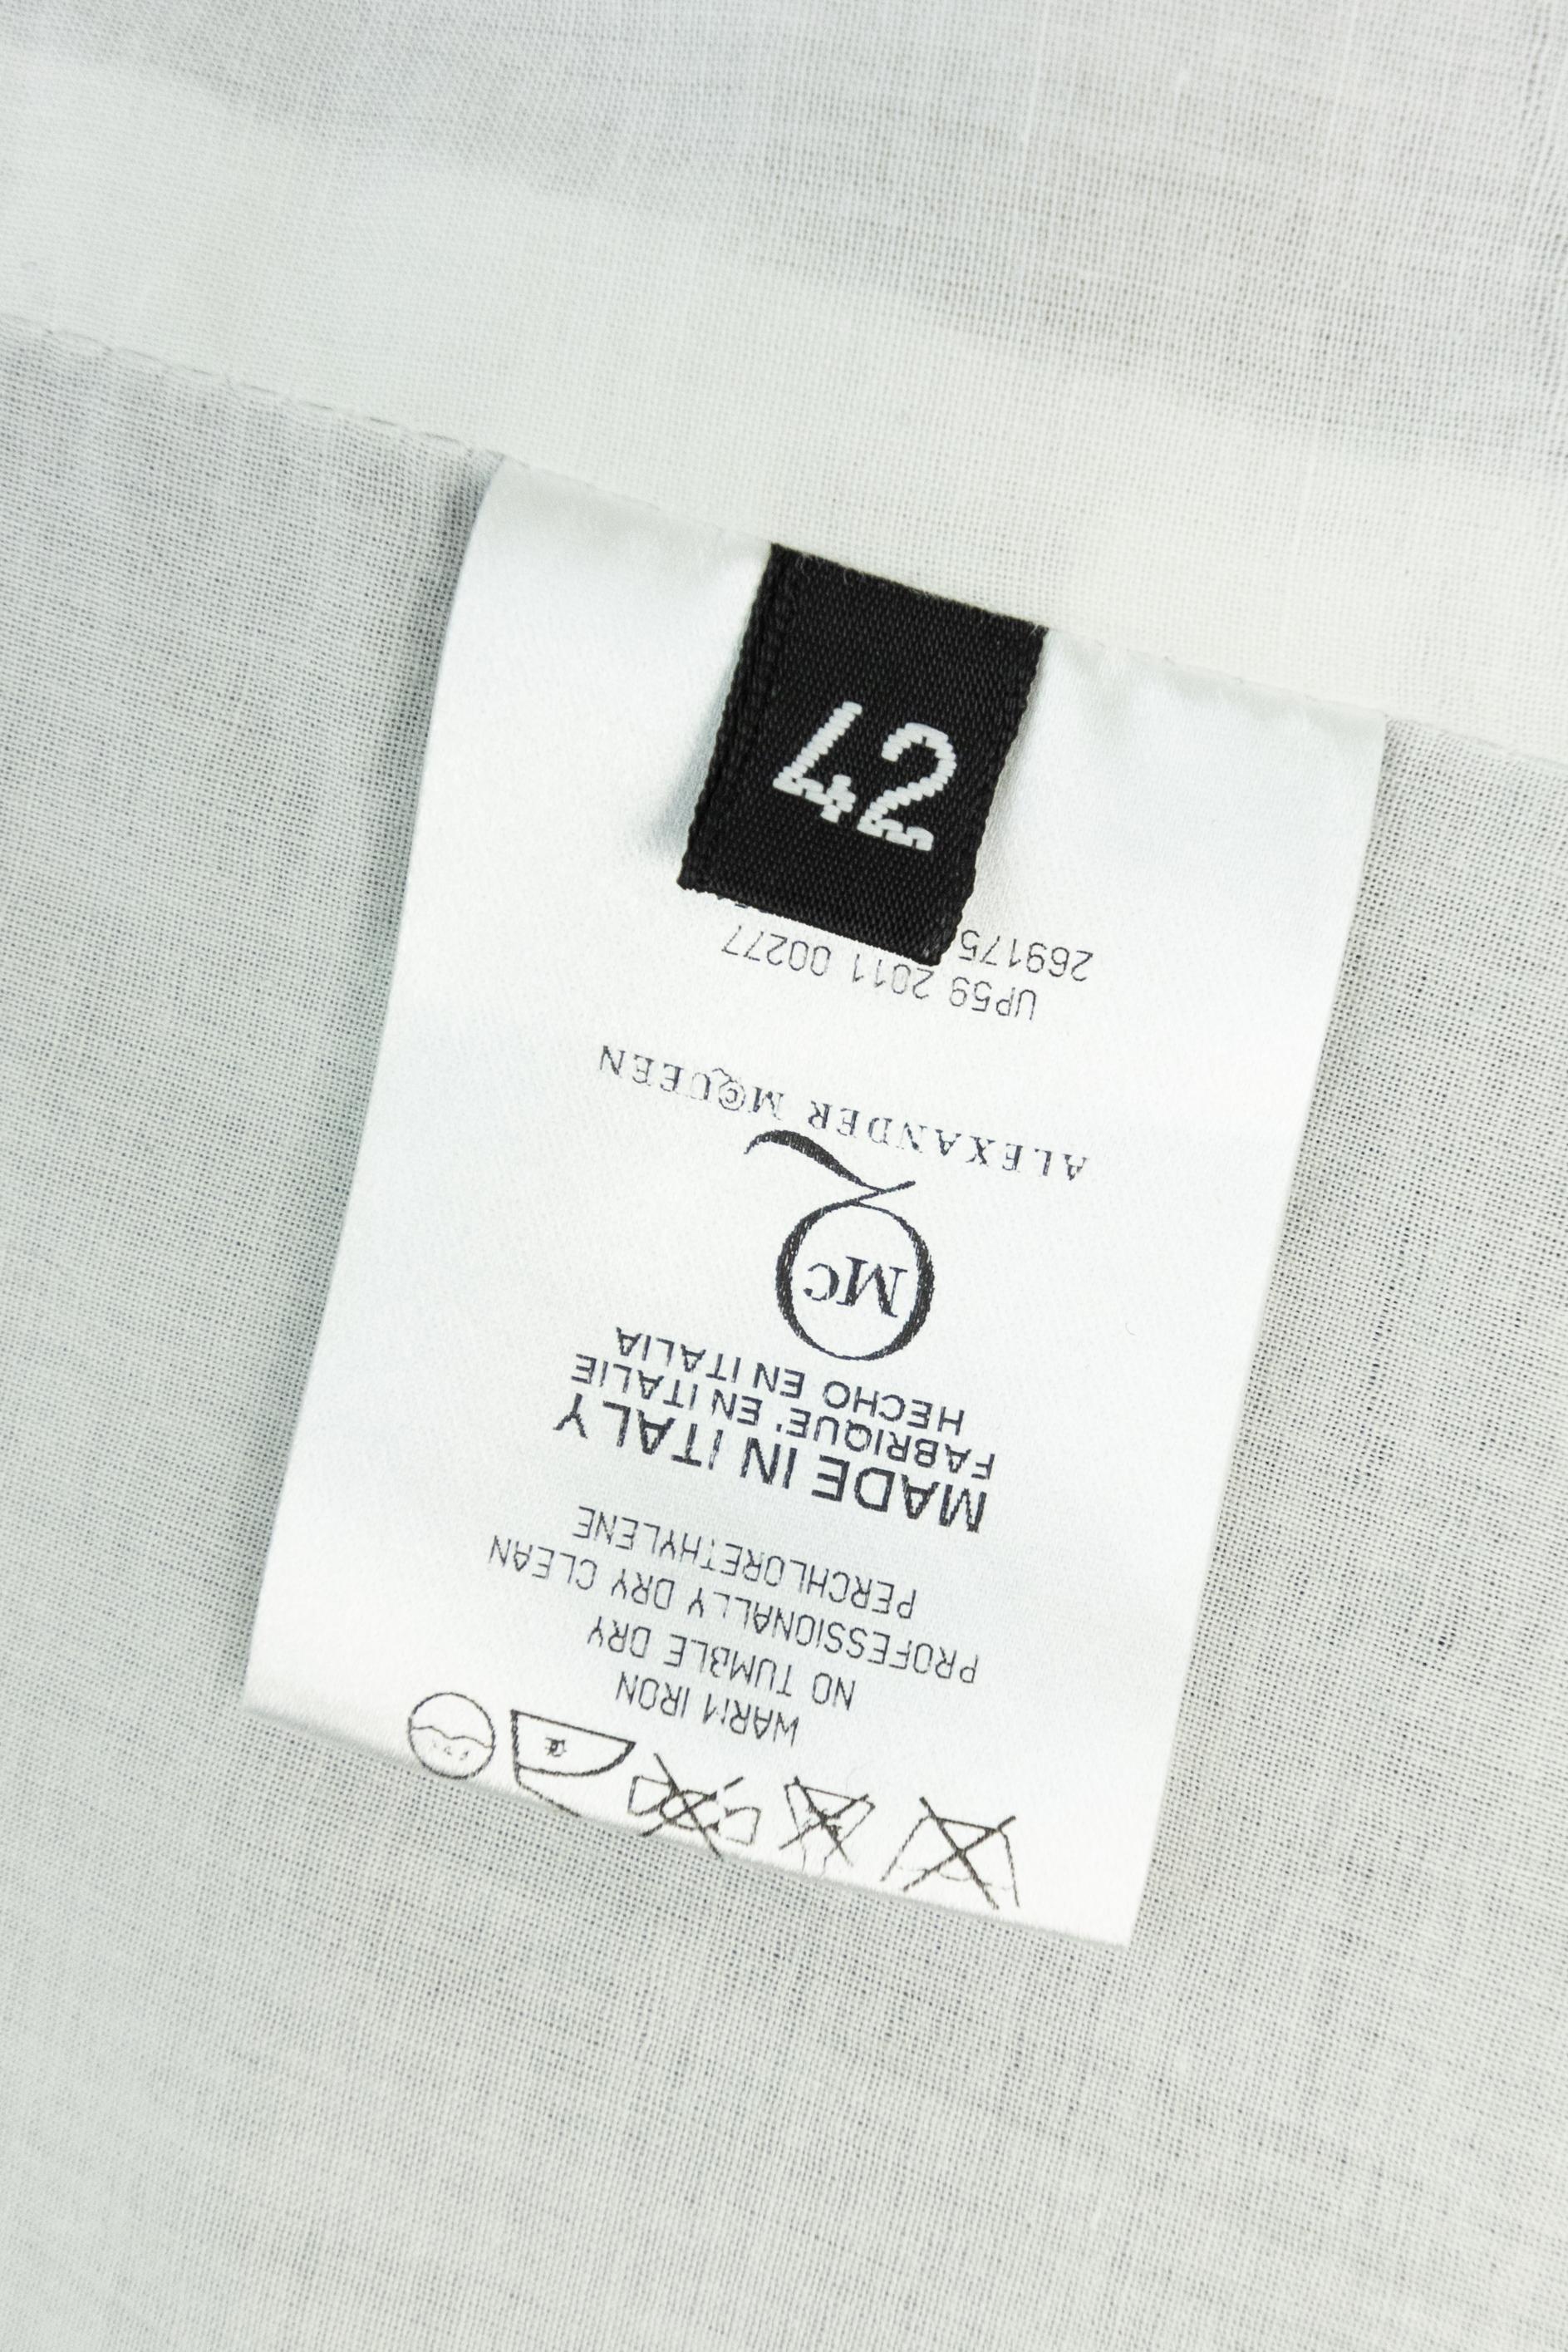 WARM IRON
NO TUMBLE DRY
PROFESSIONALLY DRY CLEAN
PERCHLORETHYLENE
MADE IN ITALY
FABRIQUE' EN ITALIE
HECHO EN ITALIA
Mc
ALEXANDER MCQUEEN
UP59 2011 00277
269175
42